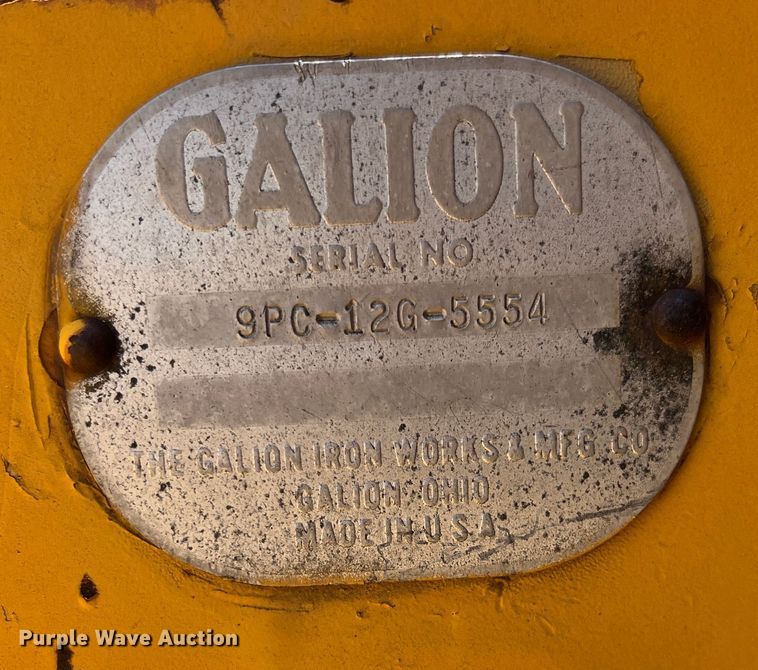 GALION
SERIAL NO
9PC-12G-5554
THE GALION IRON WORKS & MFG CO
GALION OHIO
MADE IN U.S.A.
Purple Wave Auction